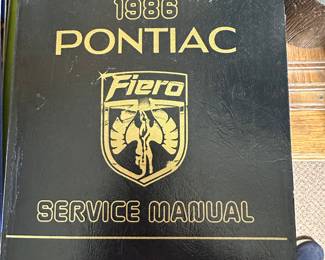 1986
PONTIAC
Fiero
SERVICE MANUAL